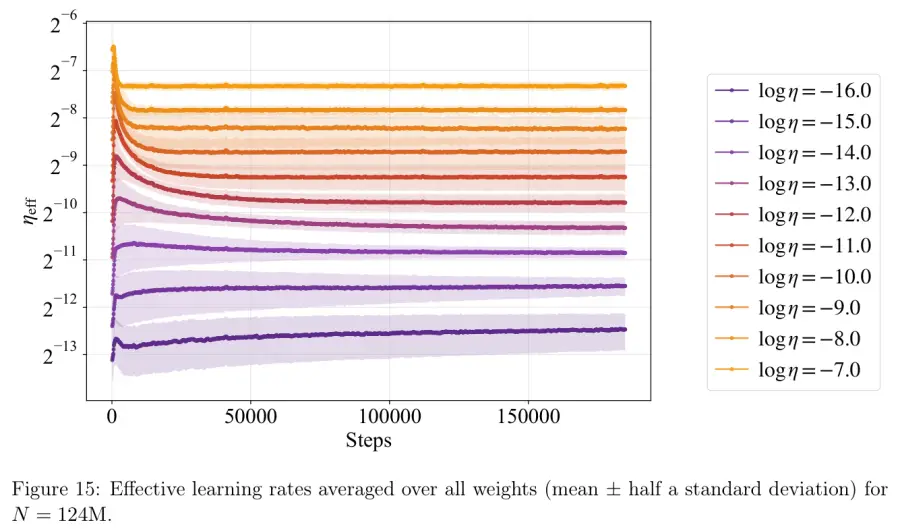 2⁻⁶
2⁻⁷
2⁻⁸
2⁻⁹
2⁻¹⁰
2⁻¹¹
2⁻¹²
2⁻¹³
η_eff
0 50000 100000 150000
Steps
log η = −16.0
log η = −15.0
log η = −14.0
log η = −13.0
log η = −12.0
log η = −11.0
log η = −10.0
log η = −9.0
log η = −8.0
log η = −7.0
Figure 15: Effective learning rates averaged over all weights (mean ± half a standard deviation) for
N = 124M.